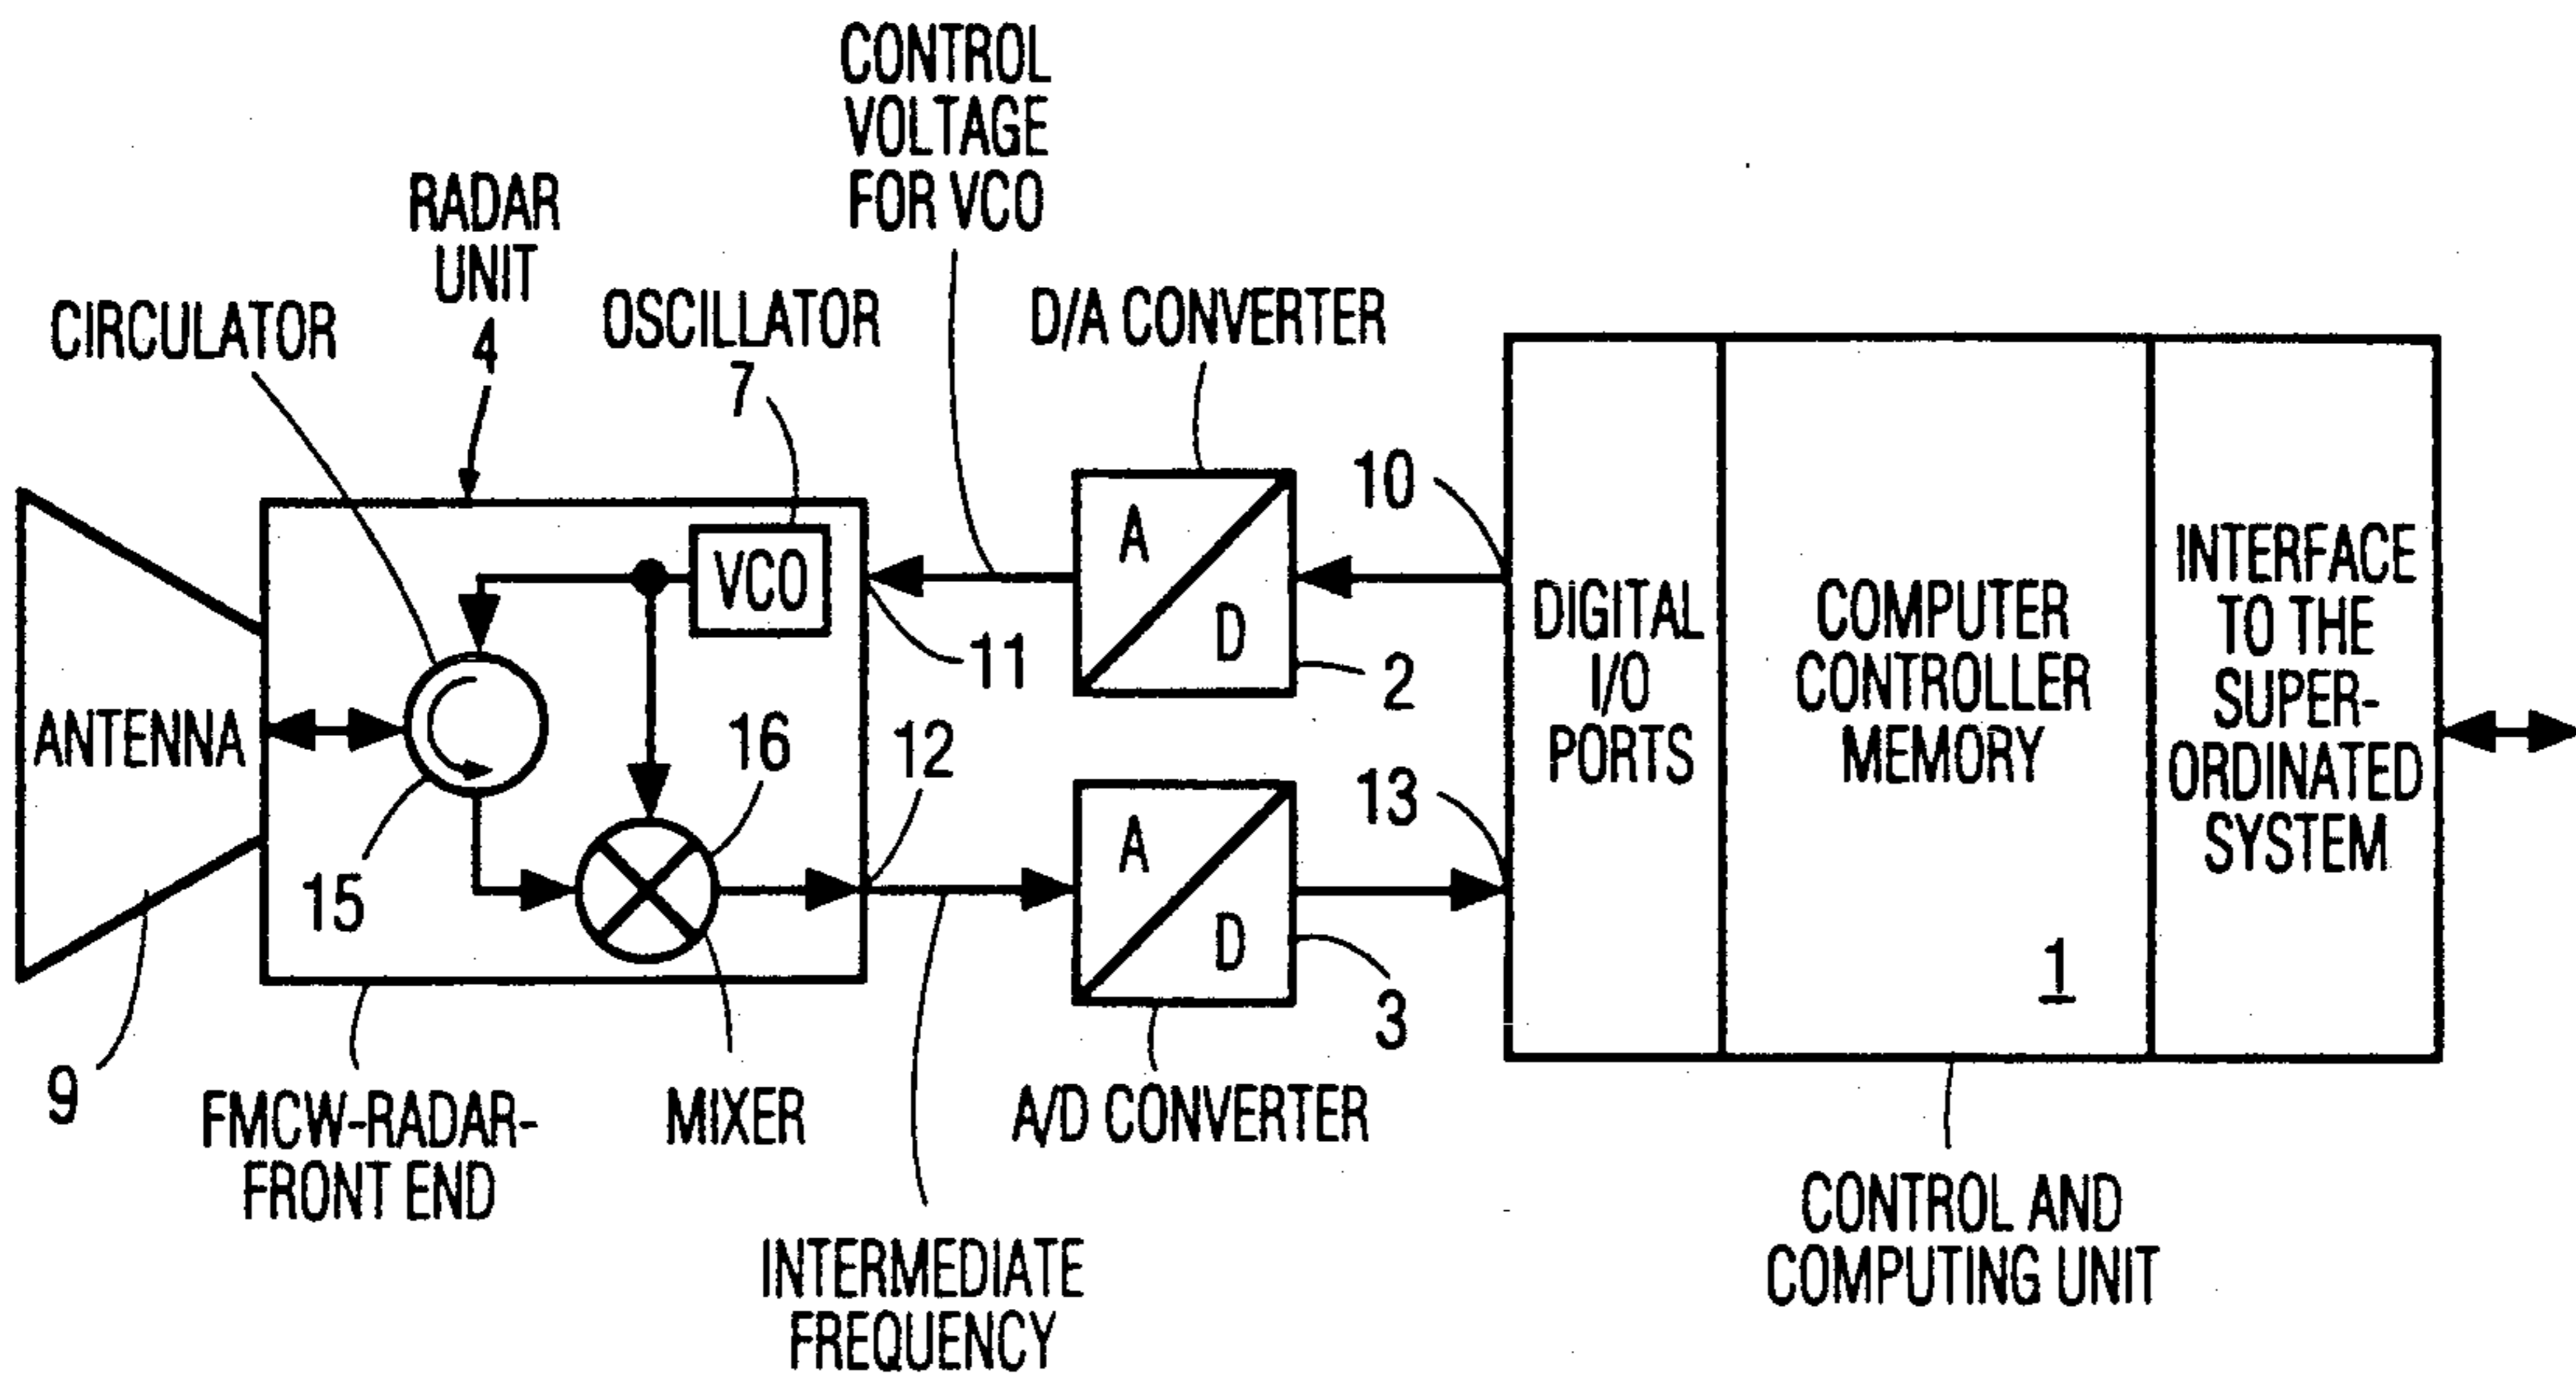 CONTROL
VOLTAGE
FOR VCO
RADAR
UNIT
4
CIRCULATOR
OSCILLATOR
7
D/A CONVERTER
10
VCO
A
D
11
2
ANTENNA
16
12
13
15
A
D
3
9
DIGITAL
I/O
PORTS
COMPUTER
CONTROLLER
MEMORY
1
INTERFACE
TO THE
SUPER-
ORDINATED
SYSTEM
FMCW-RADAR-
FRONT END
MIXER
A/D CONVERTER
INTERMEDIATE
FREQUENCY
CONTROL AND
COMPUTING UNIT